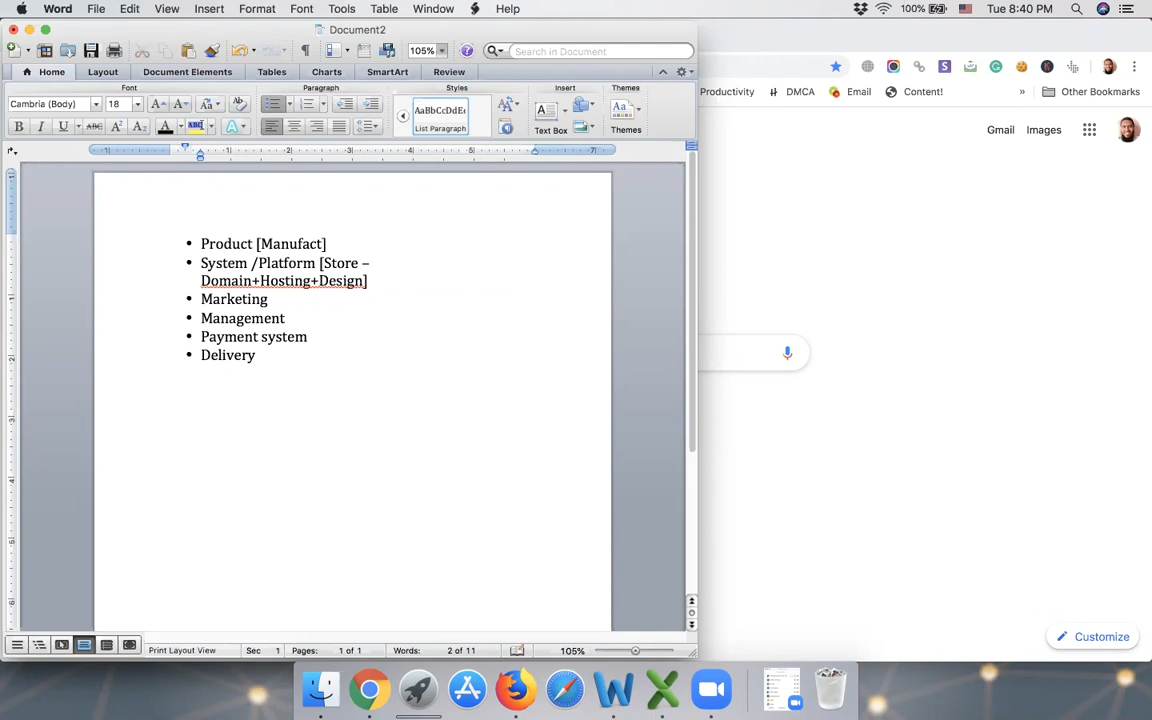 Word File Edit View Insert Format Font Tools Table Window Help
100% Tue 8:40 PM
Document2
105%
Search in Document
Home Layout Document Elements Tables Charts SmartArt Review
Font Paragraph Styles Insert Themes
Cambria (Body) 18
AaBbCcDdEe
List Paragraph
Text Box
Aa
Themes
Productivity DMCA Email Content! » Other Bookmarks
Gmail Images
• Product [Manufact]
• System /Platform [Store –
Domain+Hosting+Design]
• Marketing
• Management
• Payment system
• Delivery
Customize
Print Layout View Sec 1 Pages: 1 of 1 Words: 2 of 11 105%